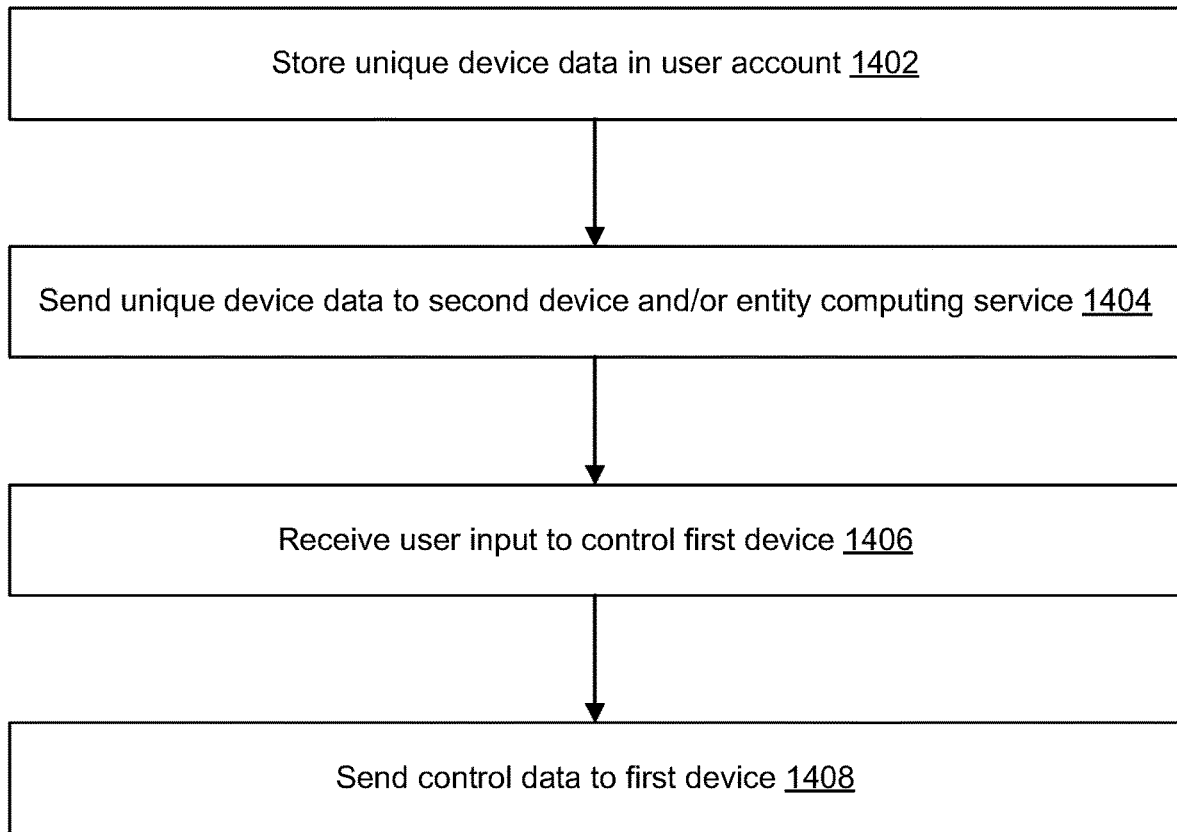 Store unique device data in user account 1402
Send unique device data to second device and/or entity computing service 1404
Receive user input to control first device 1406
Send control data to first device 1408